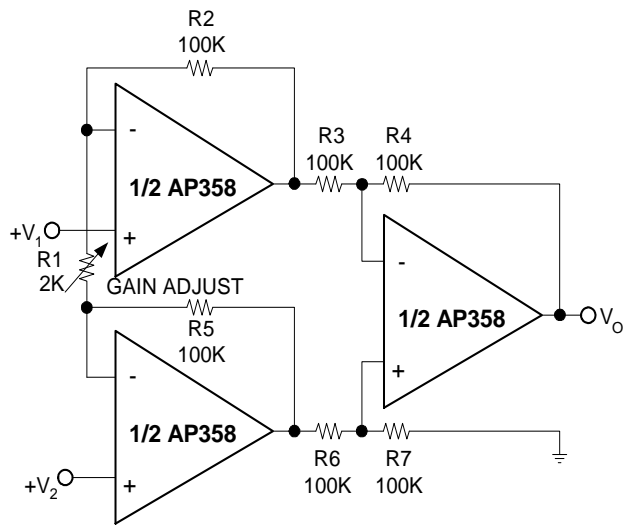 R2
100K
R3
100K
R4
100K
-
1/2 AP358
+V1
+
R1
2K
GAIN ADJUST
-
1/2 AP358
+
VO
R5
100K
-
1/2 AP358
+
+V2
R6
100K
R7
100K